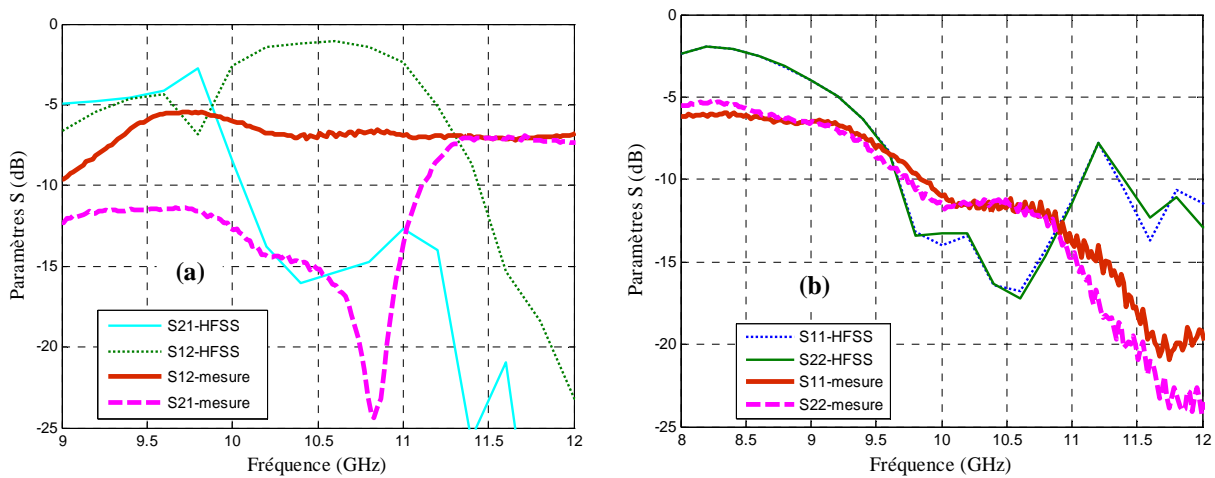 0
-5
-10
-15
-20
-25
Paramètres S (dB)
(a)
S21-HFSS
S12-HFSS
S12-mesure
S21-mesure
9 9.5 10 10.5 11 11.5 12
Fréquence (GHz)
0
-5
-10
-15
-20
-25
Paramètres S (dB)
(b)
S11-HFSS
S22-HFSS
S11-mesure
S22-mesure
8 8.5 9 9.5 10 10.5 11 11.5 12
Fréquence (GHz)